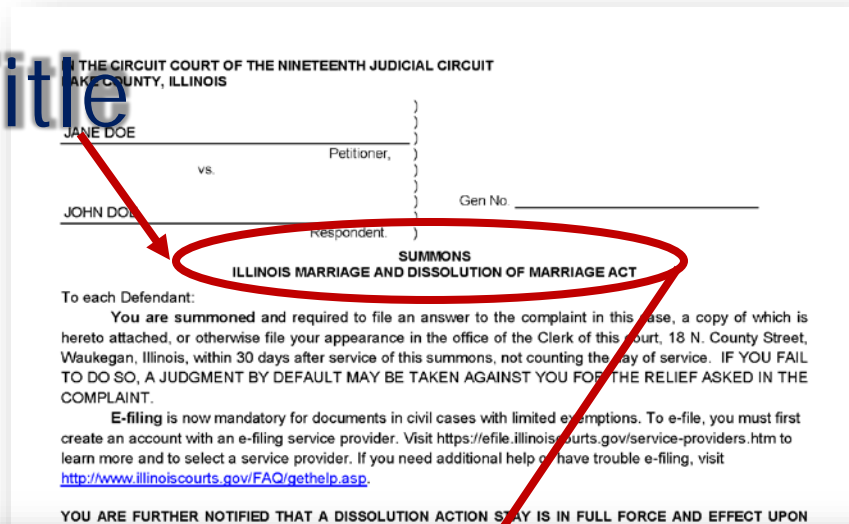 itle
IN THE CIRCUIT COURT OF THE NINETEENTH JUDICIAL CIRCUIT
LAKE COUNTY, ILLINOIS
JANE DOE
Petitioner,
vs.
Gen No.
JOHN DOE
Respondent.
SUMMONS
ILLINOIS MARRIAGE AND DISSOLUTION OF MARRIAGE ACT
To each Defendant:
You are summoned and required to file an answer to the complaint in this case, a copy of which is
hereto attached, or otherwise file your appearance in the office of the Clerk of this court, 18 N. County Street,
Waukegan, Illinois, within 30 days after service of this summons, not counting the day of service. IF YOU FAIL
TO DO SO, A JUDGMENT BY DEFAULT MAY BE TAKEN AGAINST YOU FOR THE RELIEF ASKED IN THE
COMPLAINT.
E-filing is now mandatory for documents in civil cases with limited exemptions. To e-file, you must first
create an account with an e-filing service provider. Visit https://efile.illinoiscourts.gov/service-providers.htm to
learn more and to select a service provider. If you need additional help or have trouble e-filing, visit
http://www.illinoiscourts.gov/FAQ/gethelp.asp.
YOU ARE FURTHER NOTIFIED THAT A DISSOLUTION ACTION STAY IS IN FULL FORCE AND EFFECT UPON